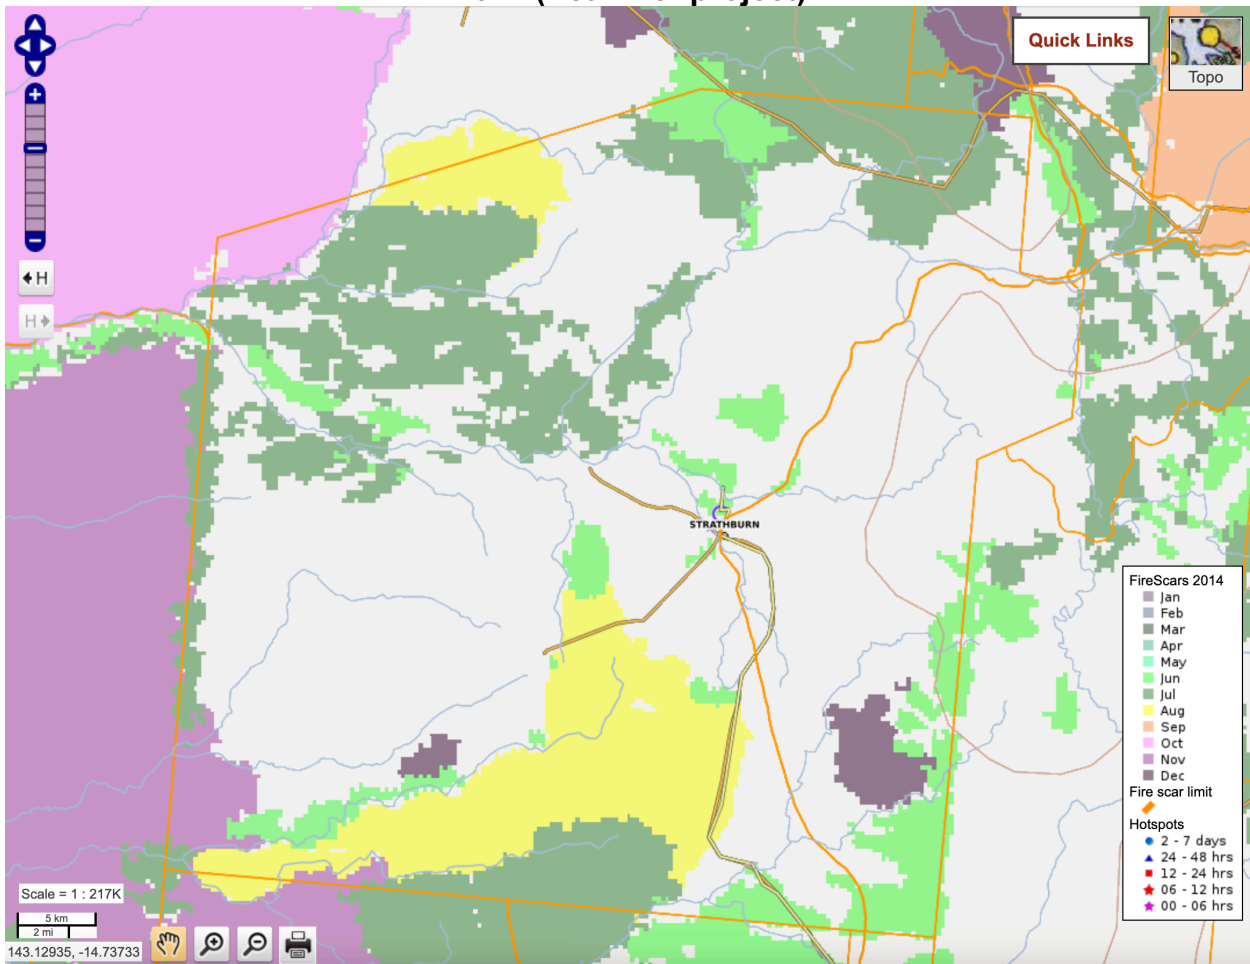 Quick Links
Topo
H
H
STRATHBURN
FireScars 2014
Jan
Feb
Mar
Apr
May
Jun
Jul
Aug
Sep
Oct
Nov
Dec
Fire scar limit
Hotspots
2 - 7 days
24 - 48 hrs
12 - 24 hrs
06 - 12 hrs
00 - 06 hrs
Scale = 1 : 217K
5 km
2 mi
143.12935, -14.73733